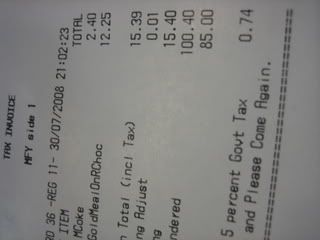 TAX INVOICE
MFY side 1
RD 36 -REG 11- 30/07/2008 21:02:23
ITEM TOTAL
MCoke 2.40
GoldMealOnRChoc 12.25
n Total (incl Tax) 15.39
ng Adjust 0.01
ng 15.40
ndered 100.40
85.00
5 percent Govt Tax 0.74
and Please Come Again.